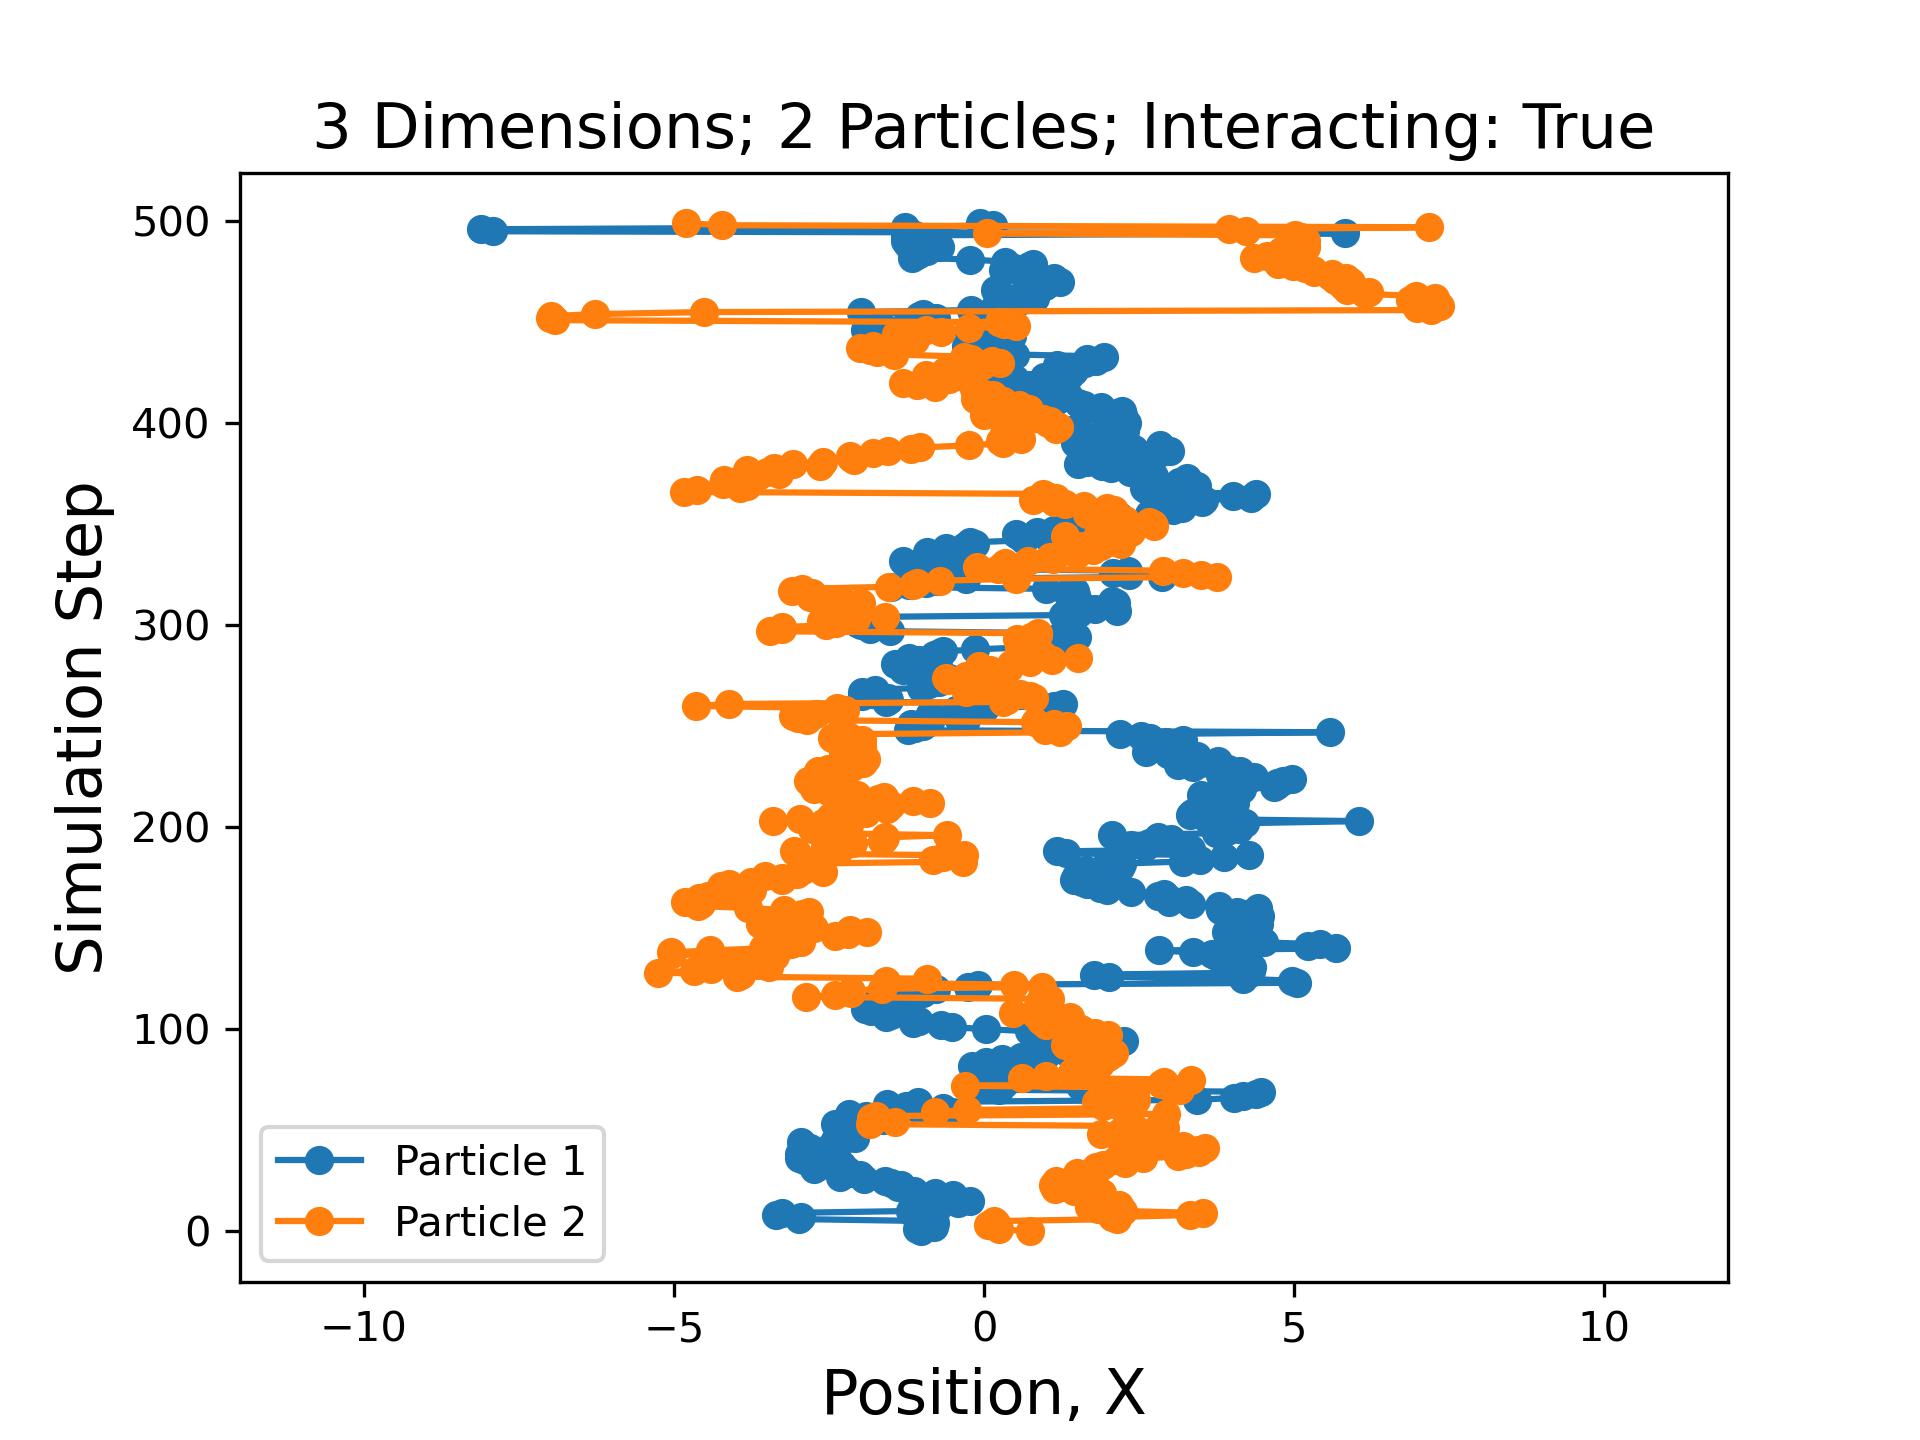 3 Dimensions; 2 Particles; Interacting: True
Simulation Step
500
400
300
200
100
0
Particle 1
Particle 2
−10
−5
0
5
10
Position, X